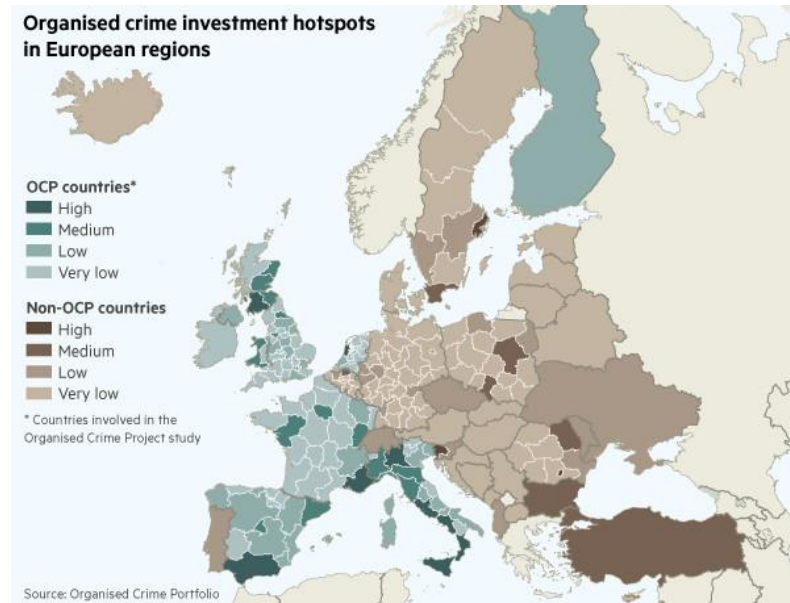 Organised crime investment hotspots
in European regions
OCP countries*
High
Medium
Low
Very low
Non-OCP countries
High
Medium
Low
Very low
* Countries involved in the
Organised Crime Project study
Source: Organised Crime Portfolio